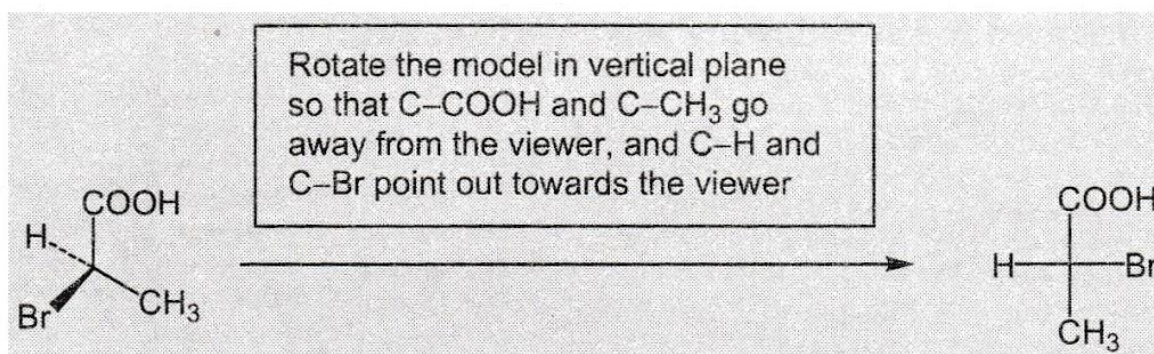 Rotate the model in vertical plane
so that C–COOH and C–CH₃ go
away from the viewer, and C–H and
C–Br point out towards the viewer
COOH
H
Br
CH₃
COOH
H
Br
CH₃